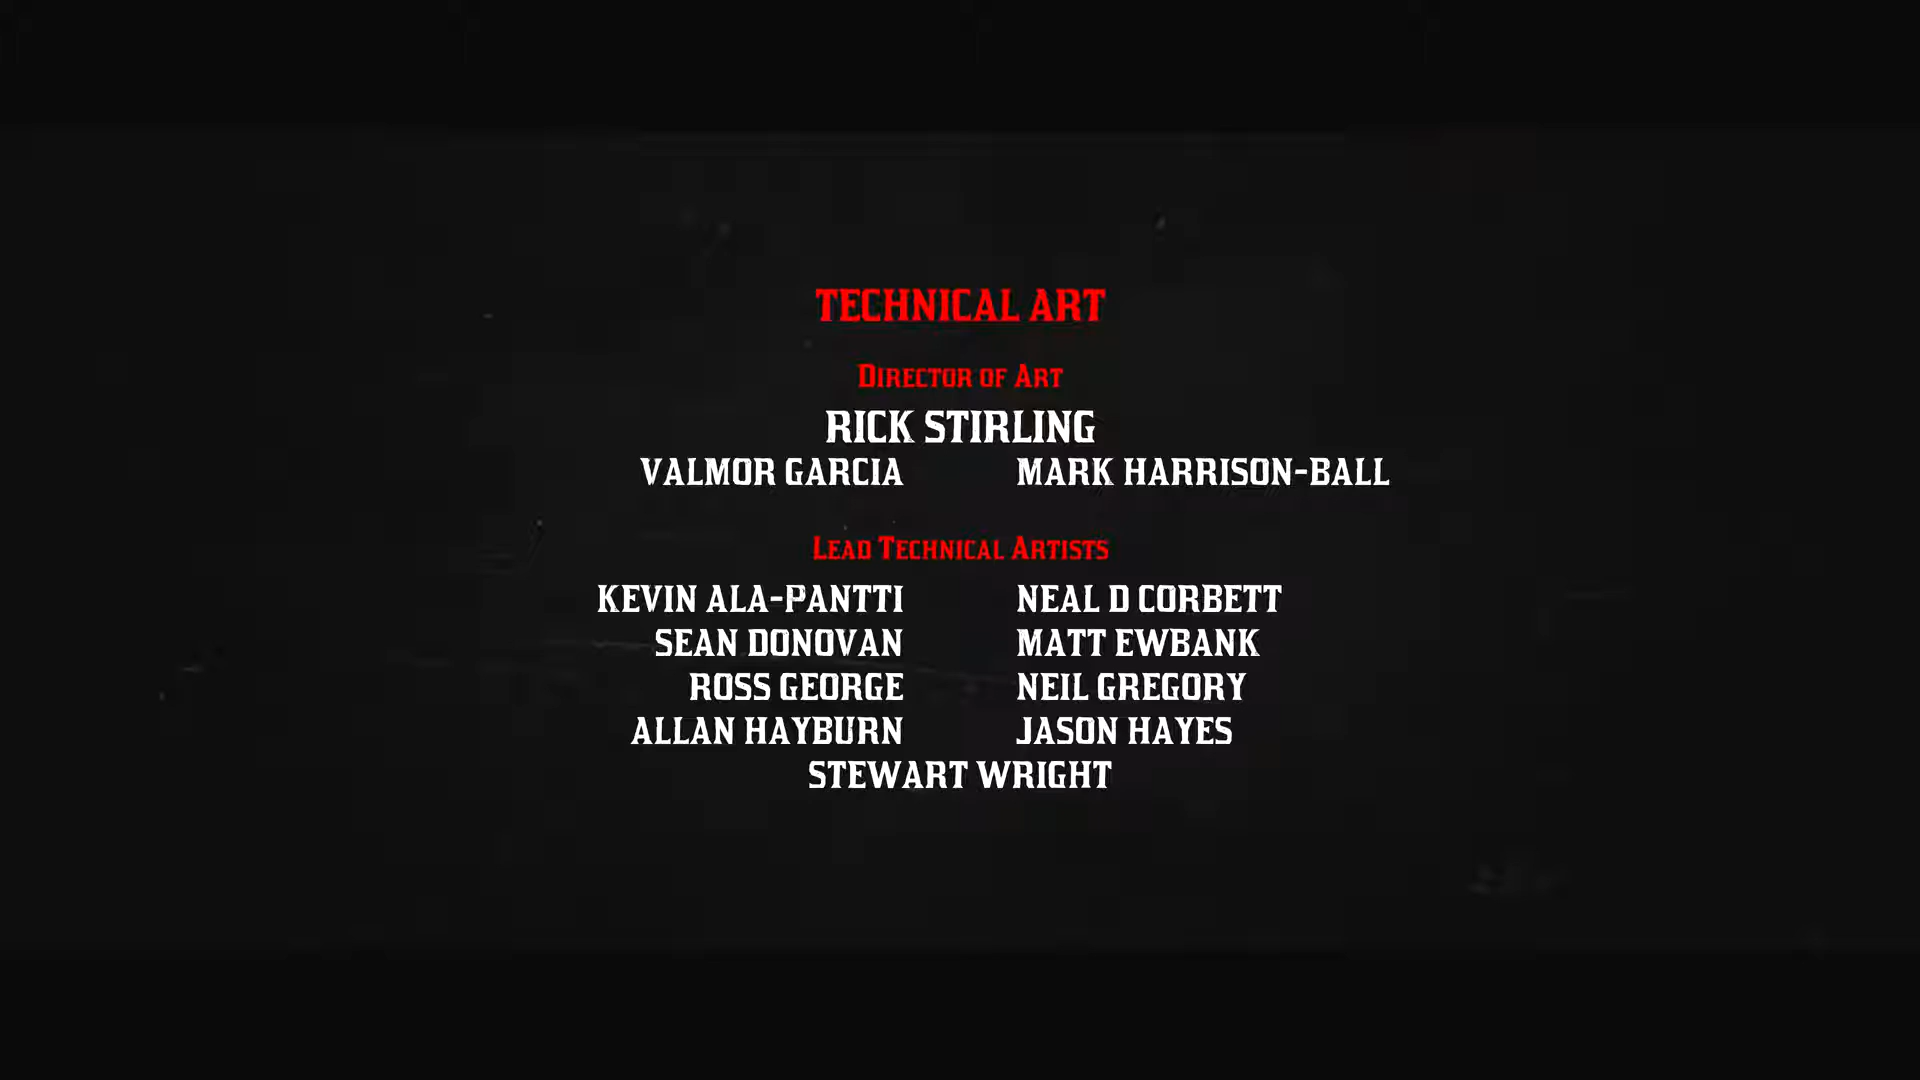 TECHNICAL ART
DIRECTOR OF ART
RICK STIRLING
VALMOR GARCIA MARK HARRISON-BALL
LEAD TECHNICAL ARTISTS
KEVIN ALA-PANTTI NEAL D CORBETT
SEAN DONOVAN MATT EWBANK
ROSS GEORGE NEIL GREGORY
ALLAN HAYBURN JASON HAYES
STEWART WRIGHT